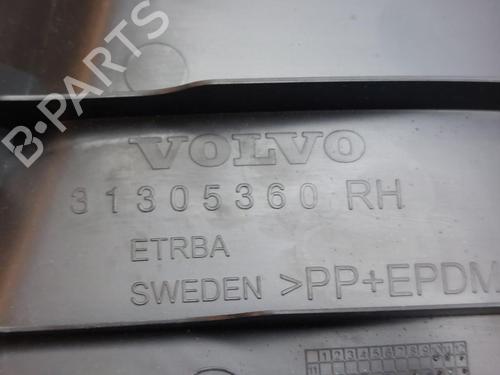 B-PARTS
VOLVO
31305360 RH
ETRBA
SWEDEN >PP+EPDM